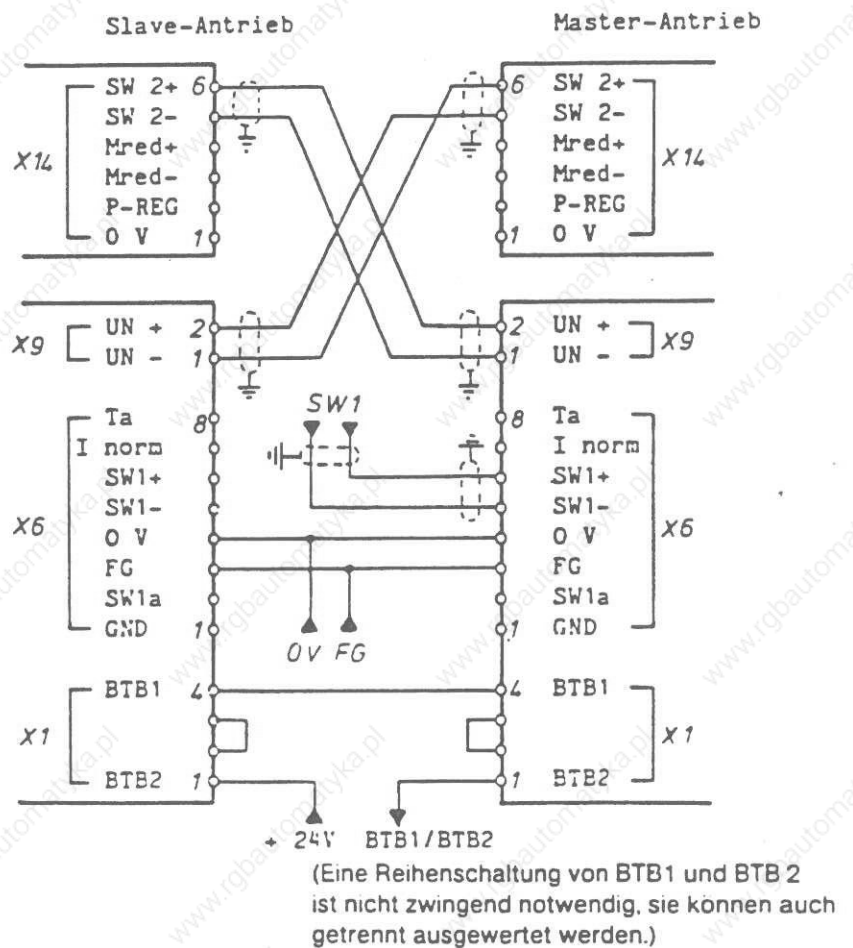 Slave-Antrieb
Master-Antrieb
X14
SW 2+ 6
SW 2-
Mred+
Mred-
P-REG
0 V 1
6 SW 2+
SW 2-
Mred+
Mred-
P-REG
1 0 V
X14
X9
UN + 2
UN - 1
2 UN +
1 UN -
X9
SW1
X6
Ta 8
I norm
SW1+
SW1-
0 V
FG
SW1a
GND 1
8 Ta
I norm
SW1+
SW1-
0 V
FG
SW1a
1 GND
X6
0V FG
X1
BTB1 4
BTB2 1
4 BTB1
1 BTB2
X1
+ 24V BTB1/BTB2
(Eine Reihenschaltung von BTB1 und BTB 2
ist nicht zwingend notwendig, sie können auch
getrennt ausgewertet werden.)
www.rgbautomatyka.pl